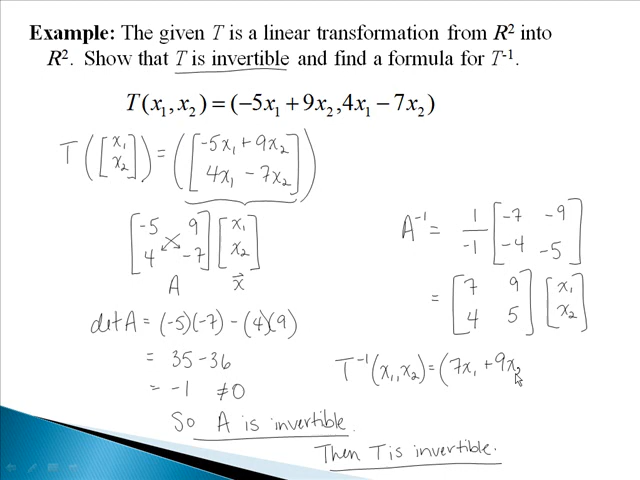 Example: The given T is a linear transformation from R² into
R². Show that T is invertible and find a formula for T⁻¹.
T(x₁, x₂) = (−5x₁ + 9x₂, 4x₁ − 7x₂)
T([x₁ x₂]) = ([-5x₁ + 9x₂
4x₁ - 7x₂])
[-5 9
4 -7] [x₁
x₂]
A x⃗
det A = (-5)(-7) - (4)(9)
= 35 - 36
= -1 ≠0
So A is invertible.
Then T is invertible.
A⁻¹ = 1/-1 [-7 -9
-4 -5]
= [7 9
4 5] [x₁
x₂]
T⁻¹(x₁, x₂) = (7x₁ + 9x₂